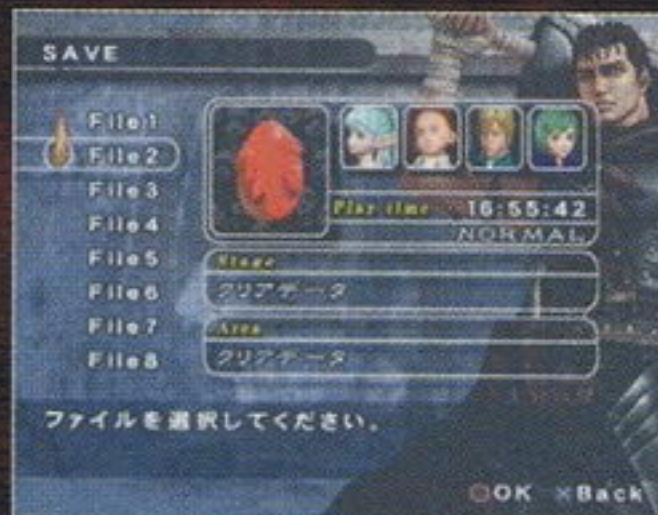 SAVE
File1
File2
File3
File4
File5
File6
File7
File8
Play time 16:55:42
NORMAL
Stage
クリアデータ
Area
クリアデータ
ファイルを選択してください。
○OK ×Back